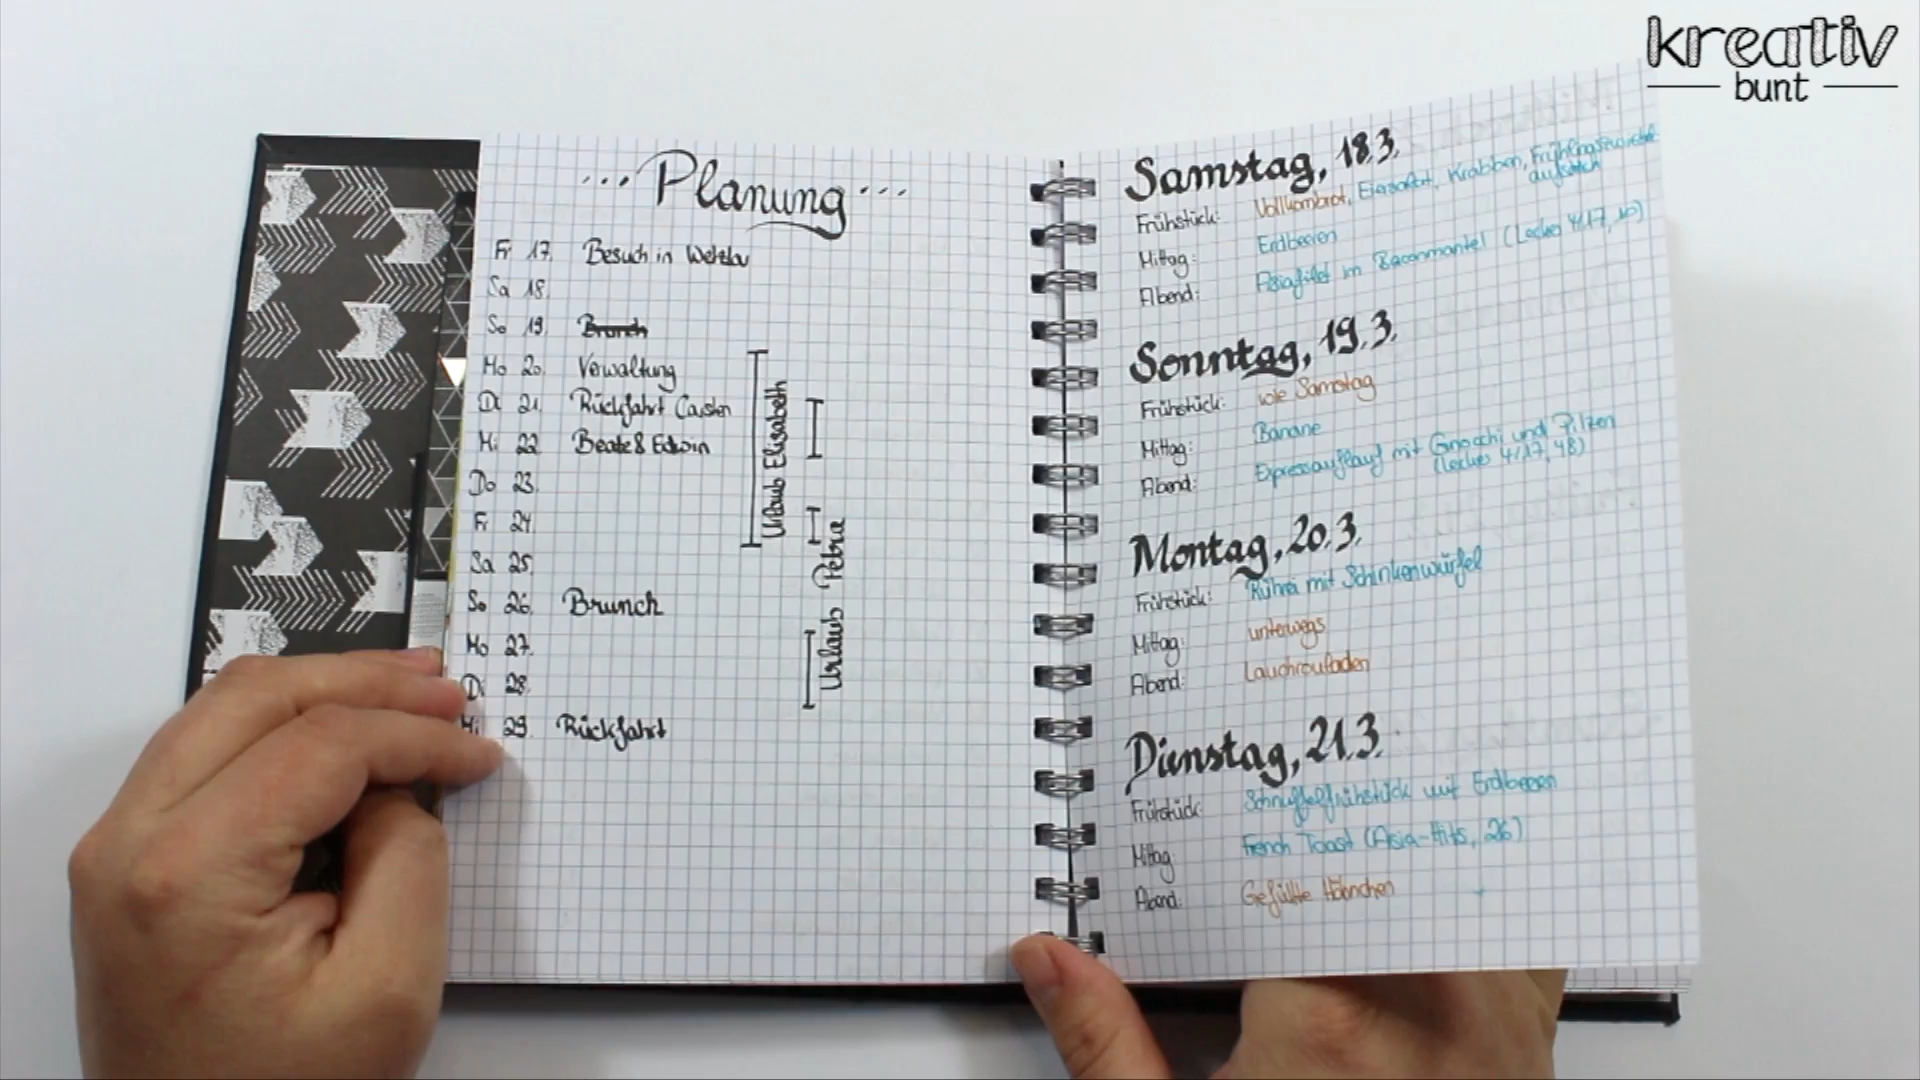 kreativ
bunt
... Planung ...
Fr 17. Besuch in Wetzlar
Sa 18.
So 19. Brunch
Mo 20. Verwaltung
Di 21. Rückfahrt Carsten
Mi 22. Beate & Edwin
Do 23.
Fr 24.
Sa 25.
So 26. Brunch
Mo 27.
Di 28.
Mi 29. Rückfahrt
Urlaub Elisabeth
Urlaub Petra
Samstag, 18.3.
Frühstück: Vollkornbrot, Eiersalat, Krabben, Frühlingszwiebel
aufstrich
Mittag: Erdbeeren
Abend: Asiafilet im Baconmantel (Lecker 4/17, 10)
Sonntag, 19.3.
Frühstück: wie Samstag
Mittag: Banane
Abend: Expressauflauf mit Gnocchi und Pilzen
(Lecker 4/17, 48)
Montag, 20.3.
Frühstück: Rührei mit Schinkenwürfel
Mittag: unterwegs
Abend: Lauchrouladen
Dienstag, 21.3.
Frühstück: Schnuffelfrühstück mit Erdbeeren
Mittag: French Toast (Asia-Hits, 26)
Abend: Gefüllte Hähnchen